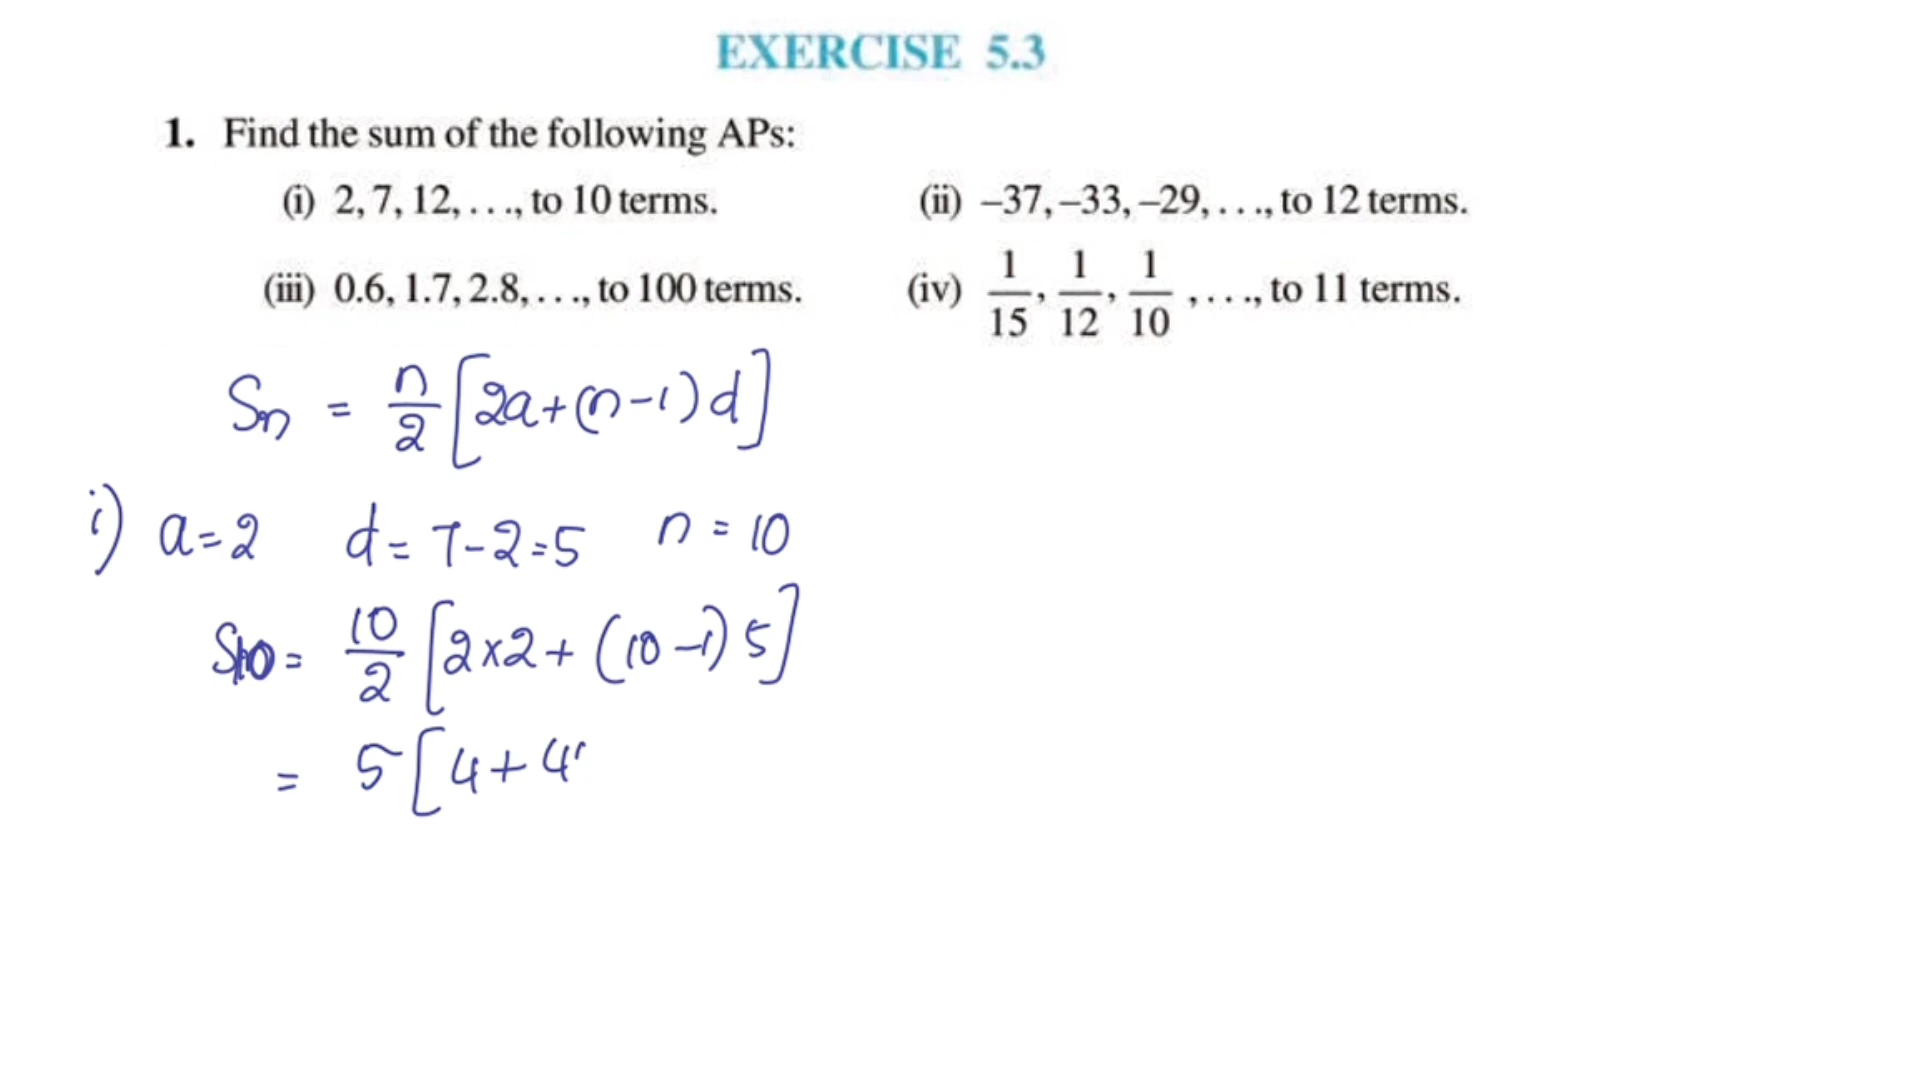 EXERCISE 5.3
1. Find the sum of the following APs:
(i) 2, 7, 12, . . ., to 10 terms.
(ii) –37, –33, –29, . . ., to 12 terms.
(iii) 0.6, 1.7, 2.8, . . ., to 100 terms.
(iv) 1/15, 1/12, 1/10, . . ., to 11 terms.
Sn = n/2 [2a+(n-1)d]
i) a=2 d=7-2=5 n=10
S10= 10/2 [2×2+(10-1)5]
= 5[4+4